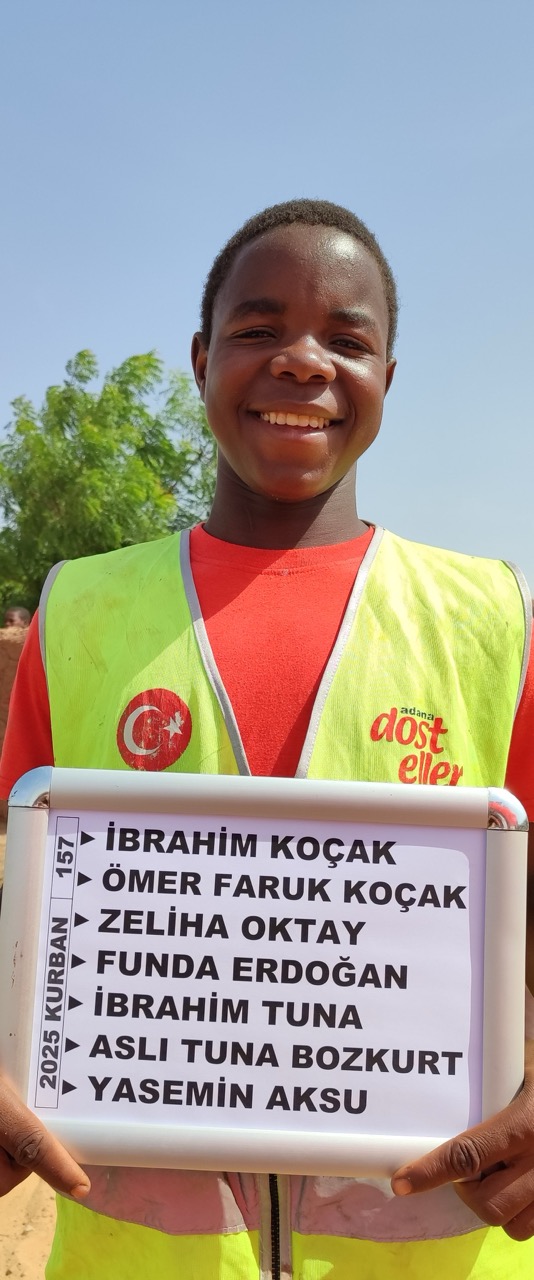 adana
dost
eller
2025 KURBAN 157
İBRAHİM KOÇAK
ÖMER FARUK KOÇAK
ZELİHA OKTAY
FUNDA ERDOĞAN
İBRAHİM TUNA
ASLI TUNA BOZKURT
YASEMİN AKSU